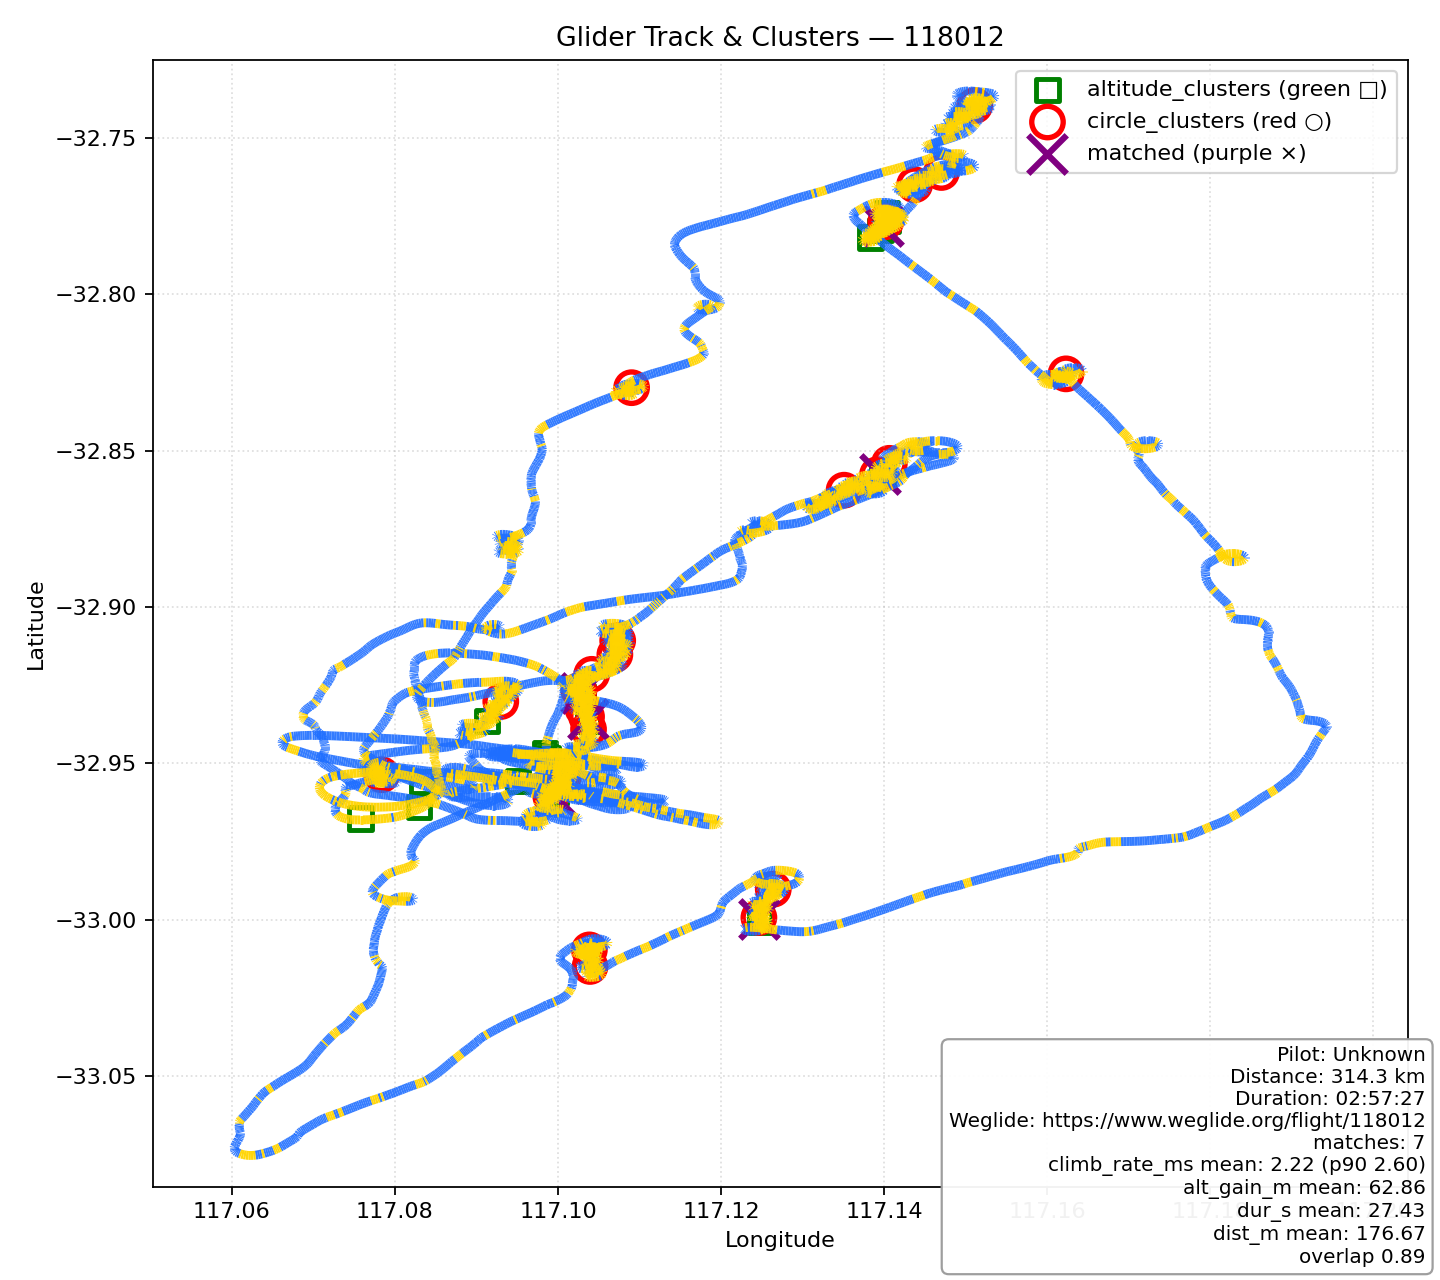 Glider Track & Clusters — 118012
altitude_clusters (green □)
circle_clusters (red ○)
matched (purple ×)
Latitude
−32.75
−32.80
−32.85
−32.90
−32.95
−33.00
−33.05
117.06
117.08
117.10
117.12
117.14
117.16
Longitude
Pilot: Unknown
Distance: 314.3 km
Duration: 02:57:27
Weglide: https://www.weglide.org/flight/118012
matches: 7
climb_rate_ms mean: 2.22 (p90 2.60)
alt_gain_m mean: 62.86
dur_s mean: 27.43
dist_m mean: 176.67
overlap 0.89